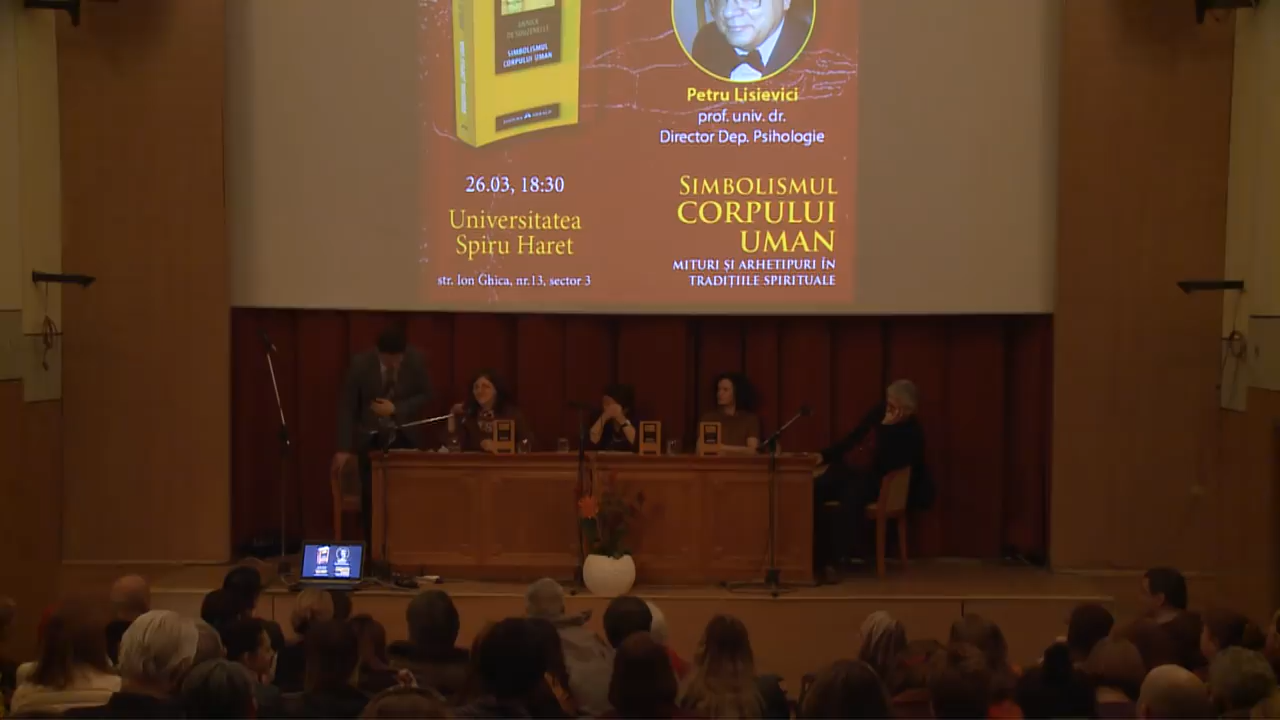 SIMBOLISMUL
CORPULUI UMAN
Petru Lisievici
prof. univ. dr.
Director Dep. Psihologie
26.03, 18:30
Universitatea
Spiru Haret
str. Ion Ghica, nr.13, sector 3
SIMBOLISMUL
CORPULUI
UMAN
MITURI ȘI ARHETIPURI ÎN
TRADIȚIILE SPIRITUALE